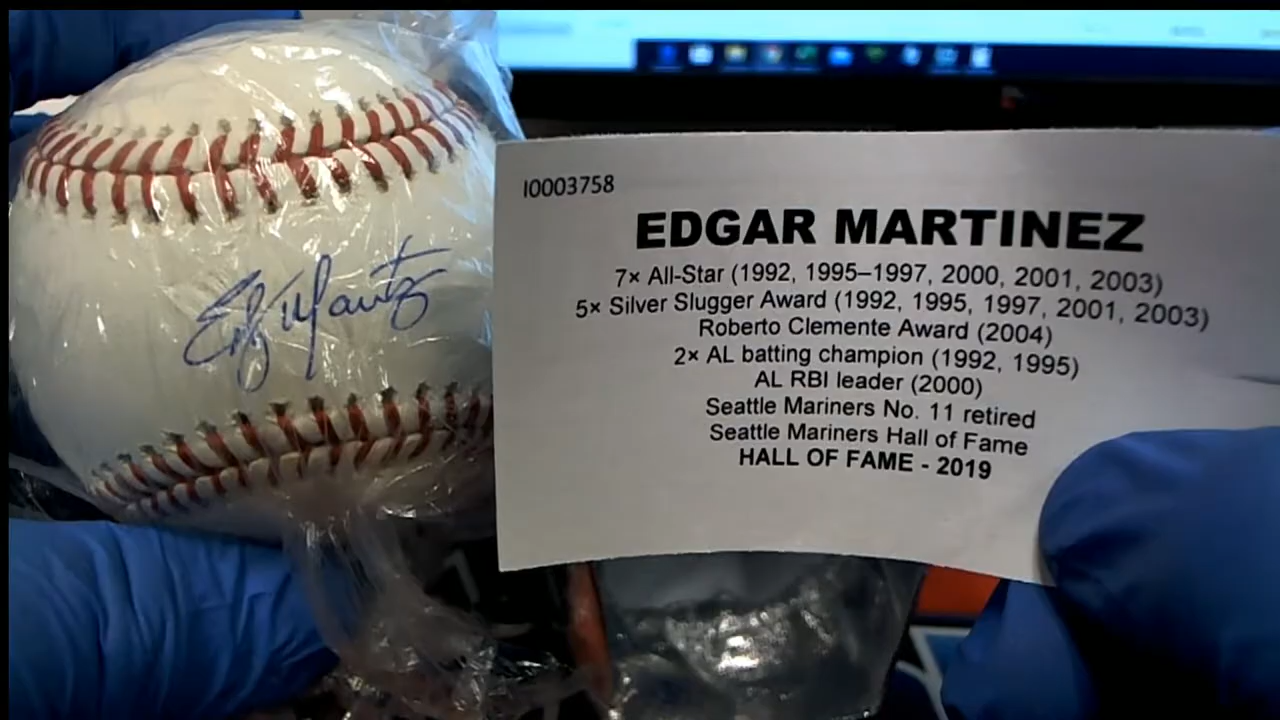 Edg Martz
I0003758
EDGAR MARTINEZ
7× All-Star (1992, 1995–1997, 2000, 2001, 2003)
5× Silver Slugger Award (1992, 1995, 1997, 2001, 2003)
Roberto Clemente Award (2004)
2× AL batting champion (1992, 1995)
AL RBI leader (2000)
Seattle Mariners No. 11 retired
Seattle Mariners Hall of Fame
HALL OF FAME - 2019